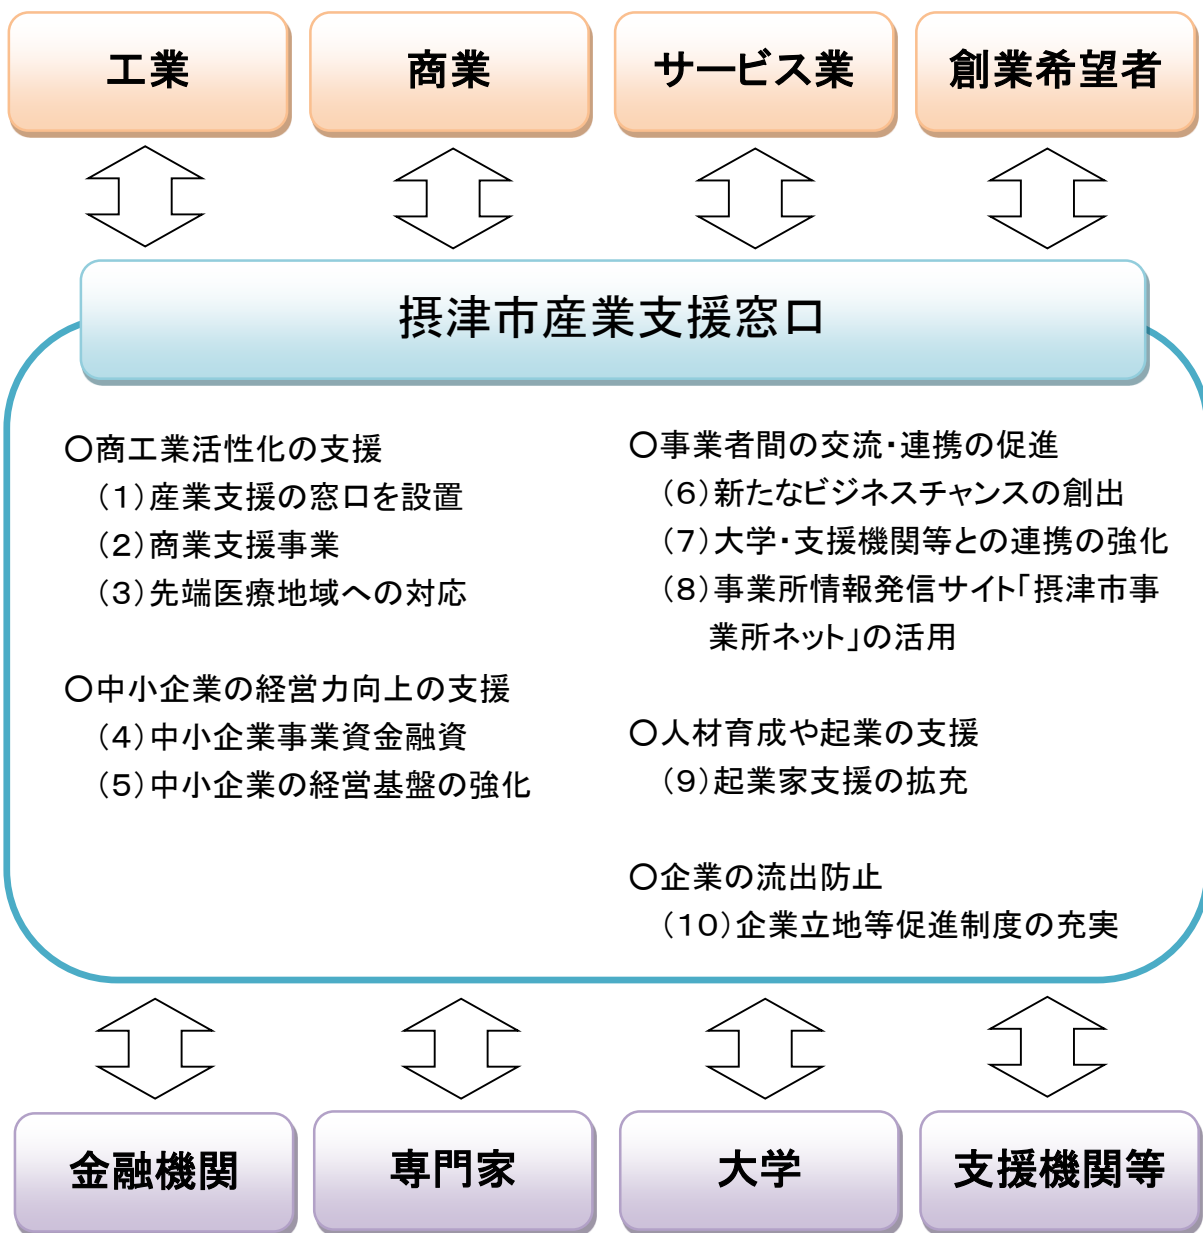 工業
商業
サービス業
創業希望者
摂津市産業支援窓口
○商工業活性化の支援
（1）産業支援の窓口を設置
（2）商業支援事業
（3）先端医療地域への対応
○中小企業の経営力向上の支援
（4）中小企業事業資金融資
（5）中小企業の経営基盤の強化
○事業者間の交流・連携の促進
（6）新たなビジネスチャンスの創出
（7）大学・支援機関等との連携の強化
（8）事業所情報発信サイト「摂津市事
業所ネット」の活用
○人材育成や起業の支援
（9）起業家支援の拡充
○企業の流出防止
（10）企業立地等促進制度の充実
金融機関
専門家
大学
支援機関等